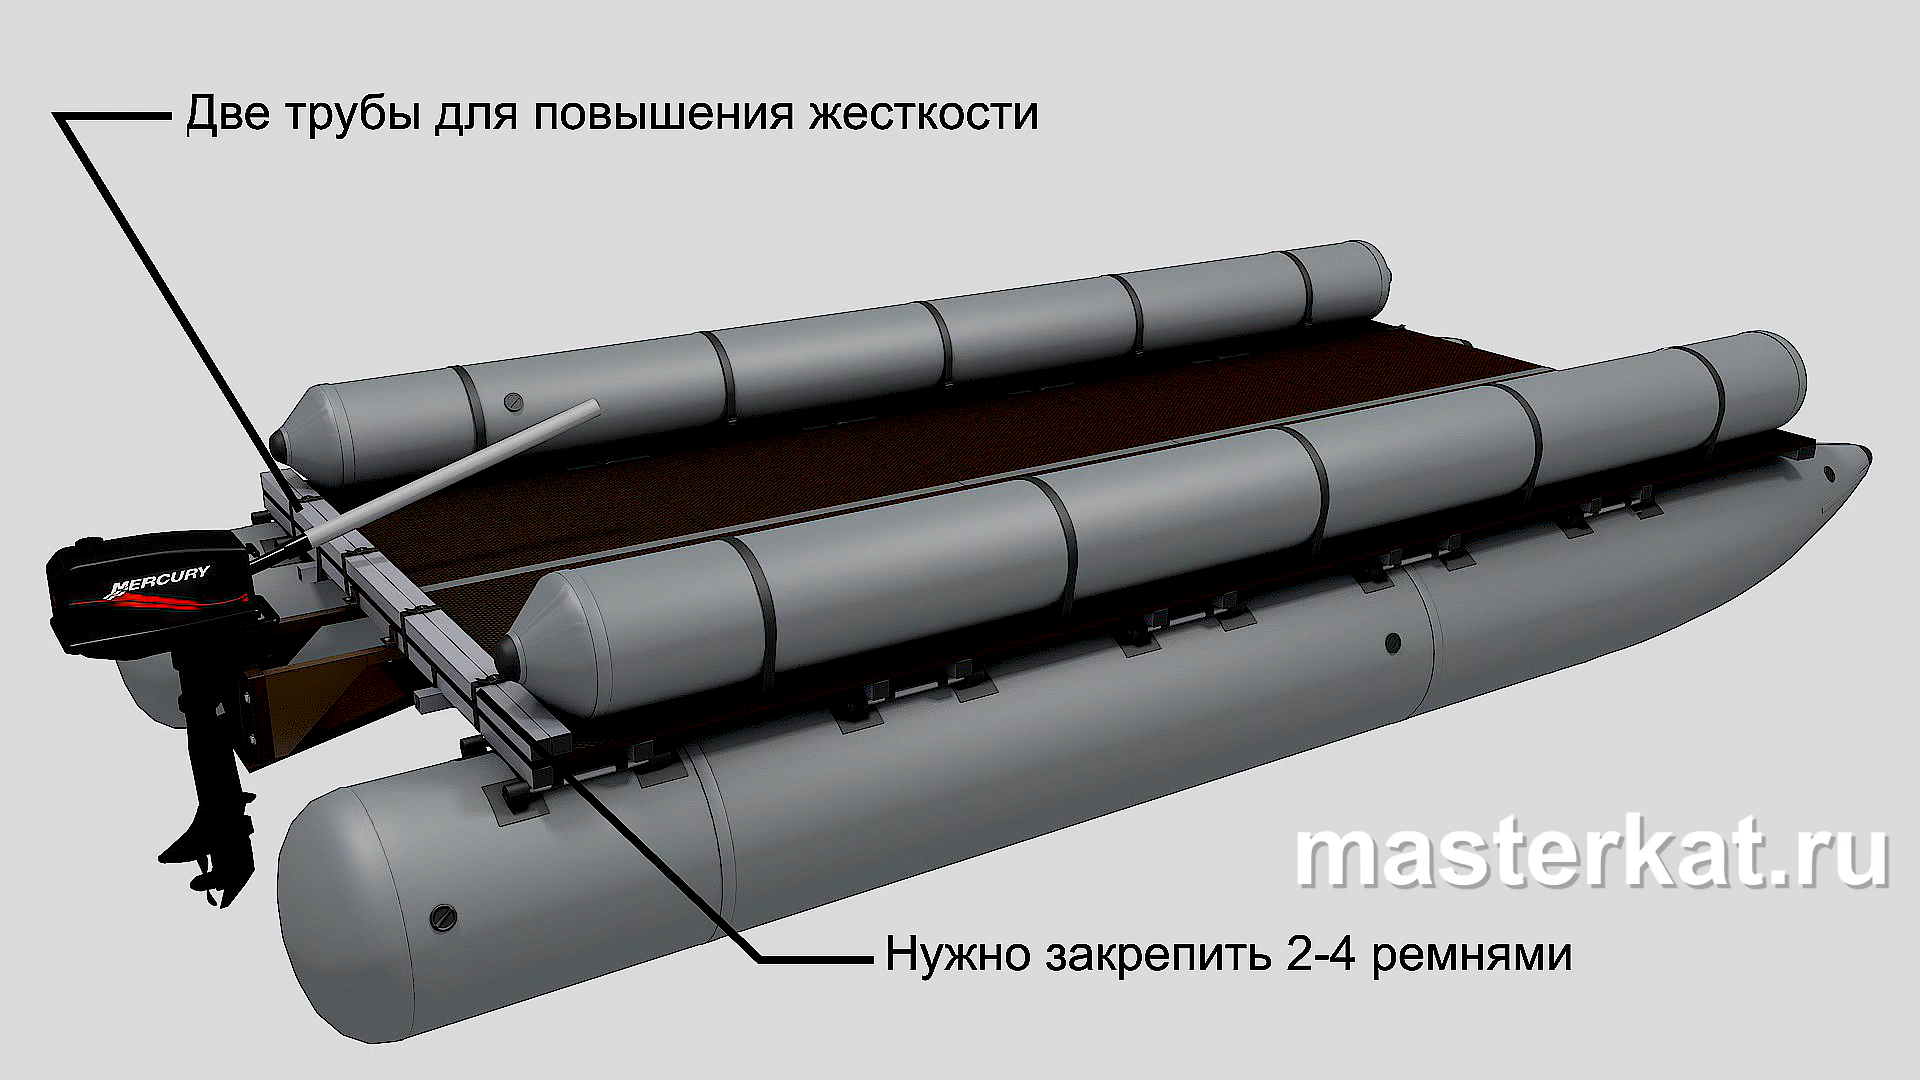 Две трубы для повышения жесткости
MERCURY
masterkat.ru
Нужно закрепить 2-4 ремнями